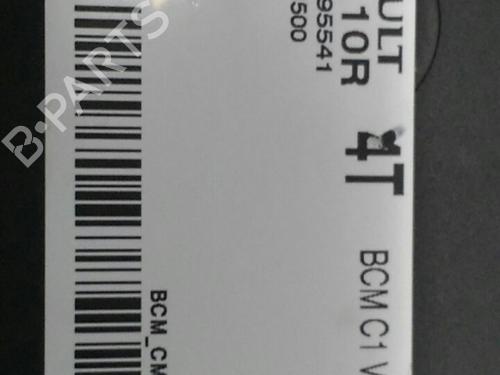 ULT
10R
95541
500
4T
BCM C1 V
BCM_CM
B-PARTS